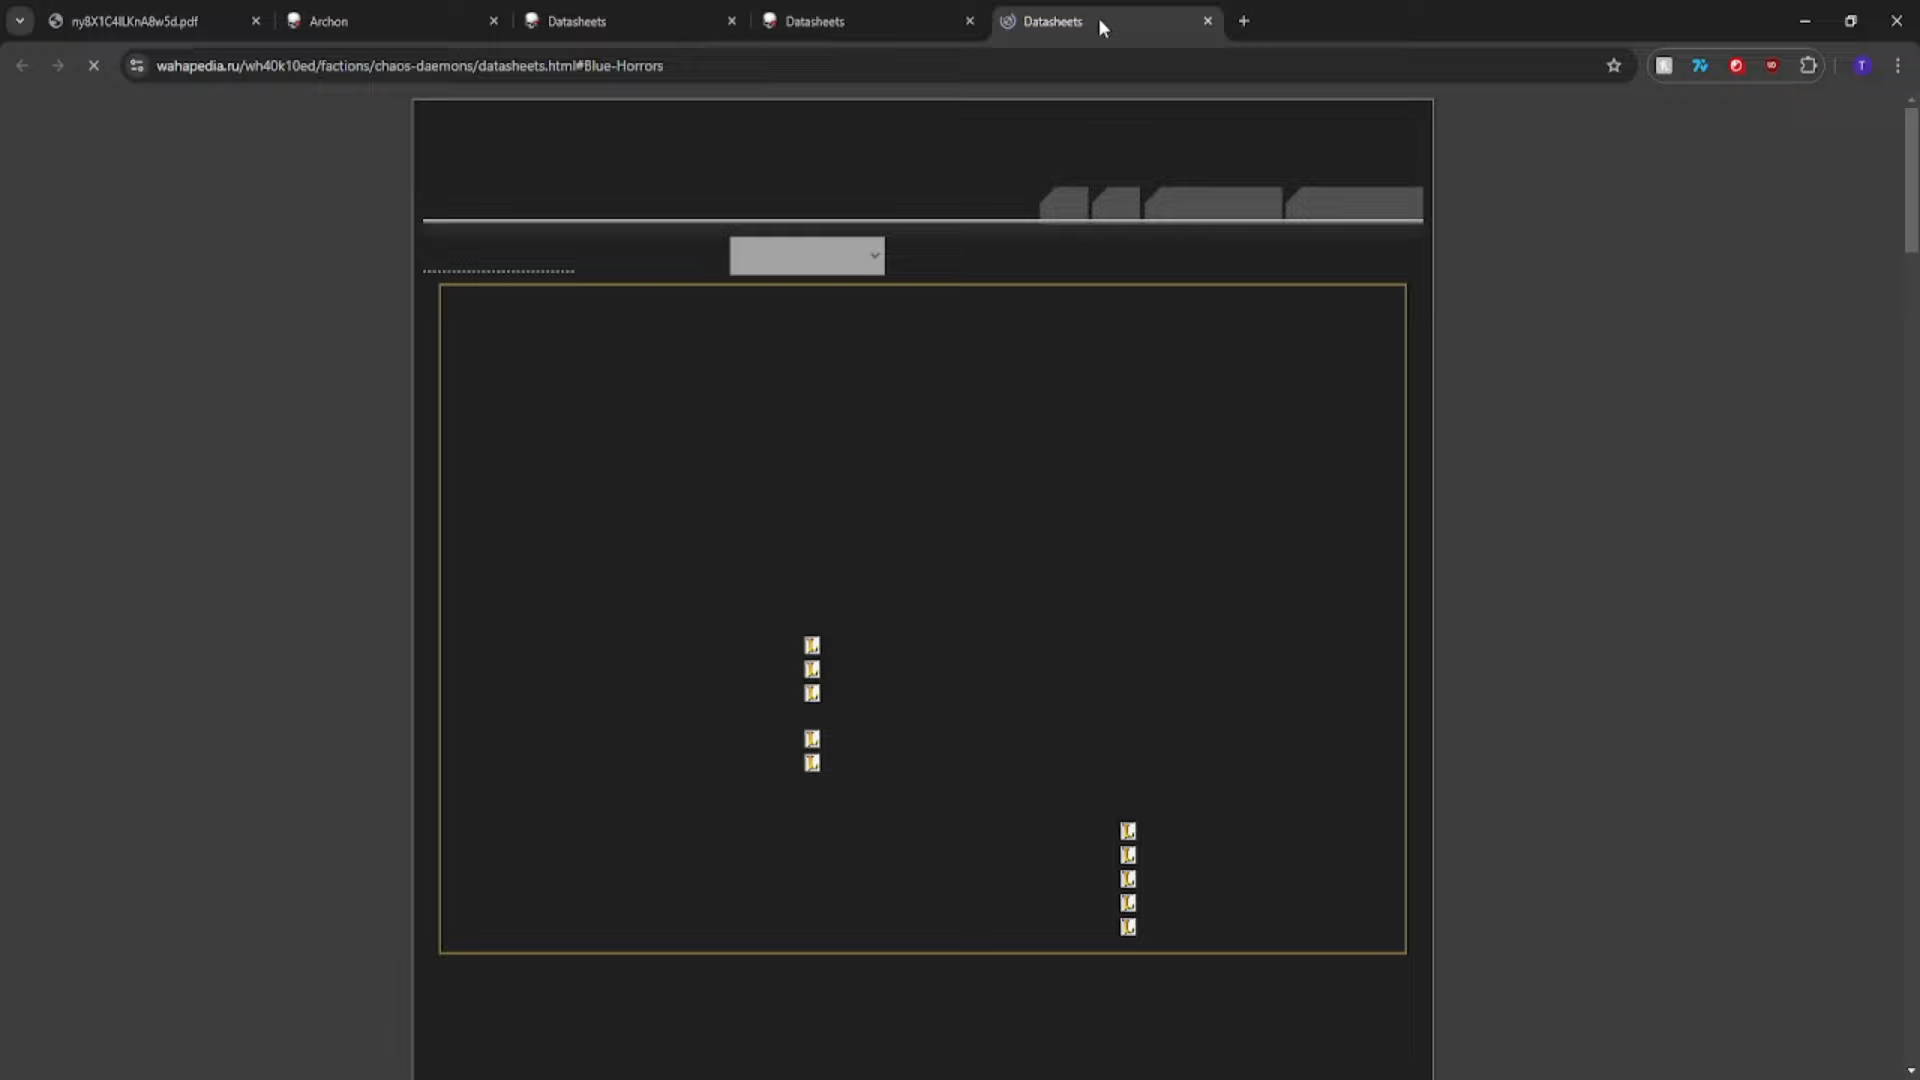 ny8X1C4lLKnA8w5d.pdf
Archon
Datasheets
Datasheets
Datasheets
wahapedia.ru/wh40k10ed/factions/chaos-daemons/datasheets.html#Blue-Horrors
T
L
L
L
L
L
L
L
L
L
L